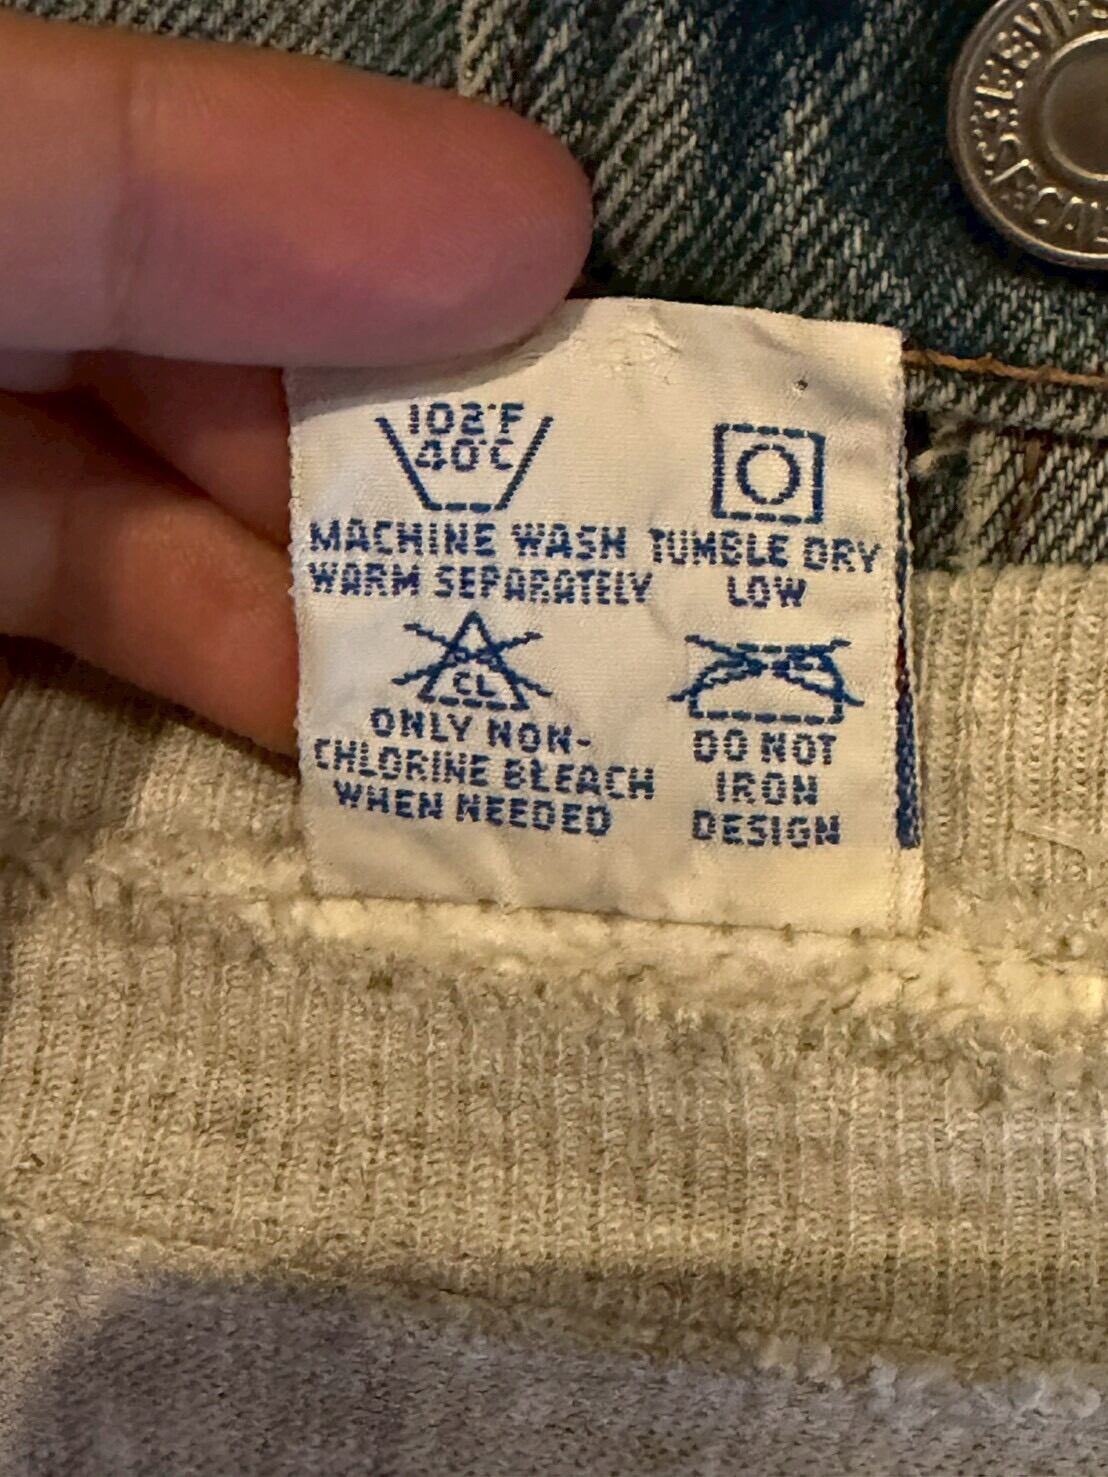 102°F
40°C
MACHINE WASH
WARM SEPARATELY
TUMBLE DRY
LOW
CL
ONLY NON-
CHLORINE BLEACH
WHEN NEEDED
DO NOT
IRON
DESIGN